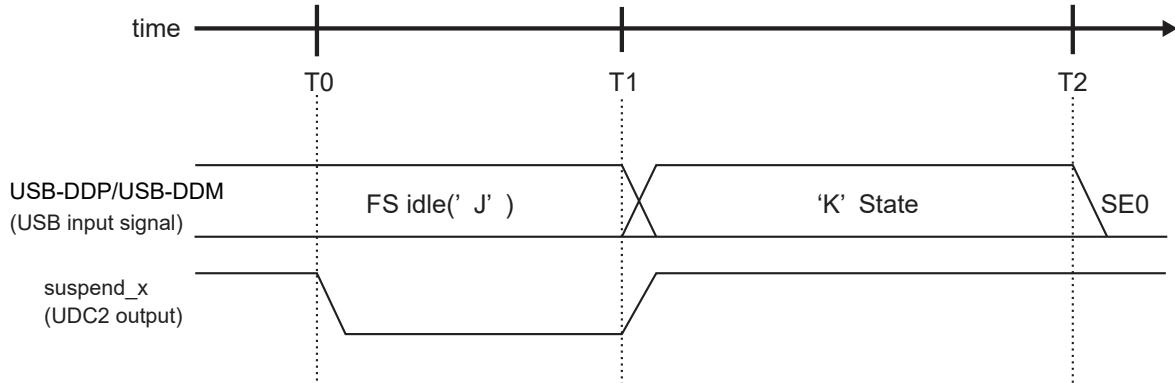 time
T0 T1 T2
USB-DDP/USB-DDM
(USB input signal)
FS idle(’ J’ )
‘K’ State
SE0
suspend_x
(UDC2 output)